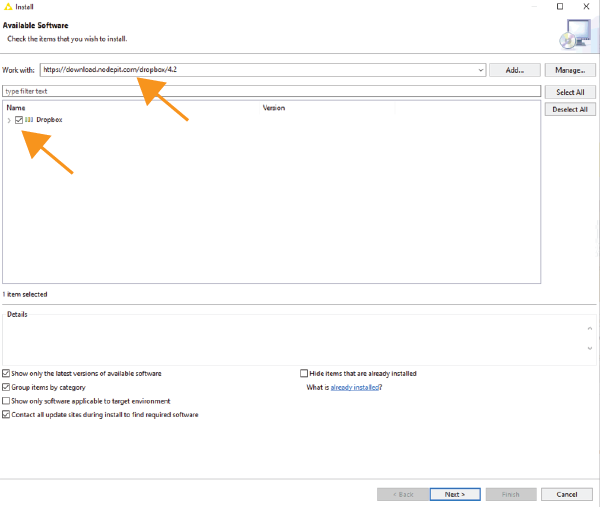 Install
Available Software
Check the items that you wish to install.
Work with: https://download.nodepit.com/dropbox/4.2 Add... Manage...
type filter text Select All
Name Version Deselect All
Dropbox
1 item selected
Details
Show only the latest versions of available software Hide items that are already installed
Group items by category What is already installed?
Show only software applicable to target environment
Contact all update sites during install to find required software
< Back Next > Finish Cancel